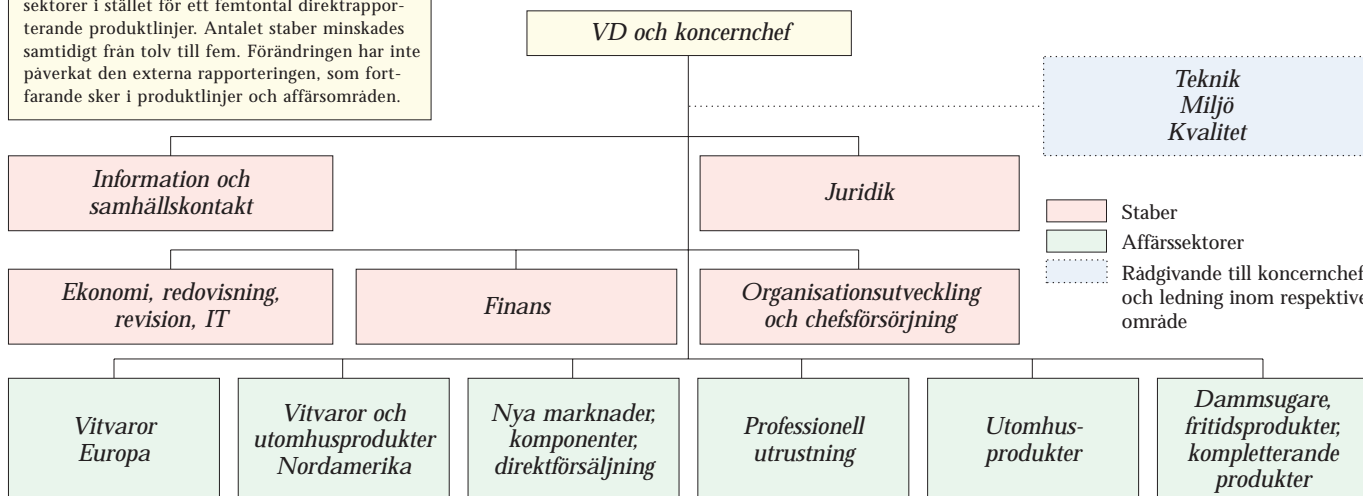 sektorer i stället för ett femtontal direktrappor-
terande produktlinjer. Antalet staber minskades
samtidigt från tolv till fem. Förändringen har inte
påverkat den externa rapporteringen, som fort-
farande sker i produktlinjer och affärsområden.
VD och koncernchef
Teknik
Miljö
Kvalitet
Information och
samhällskontakt
Juridik
Staber
Affärssektorer
Rådgivande till koncernchef
och ledning inom respektive
område
Ekonomi, redovisning,
revision, IT
Finans
Organisationsutveckling
och chefsförsörjning
Vitvaror
Europa
Vitvaror och
utomhusprodukter
Nordamerika
Nya marknader,
komponenter,
direktförsäljning
Professionell
utrustning
Utomhus-
produkter
Dammsugare,
fritidsprodukter,
kompletterande
produkter